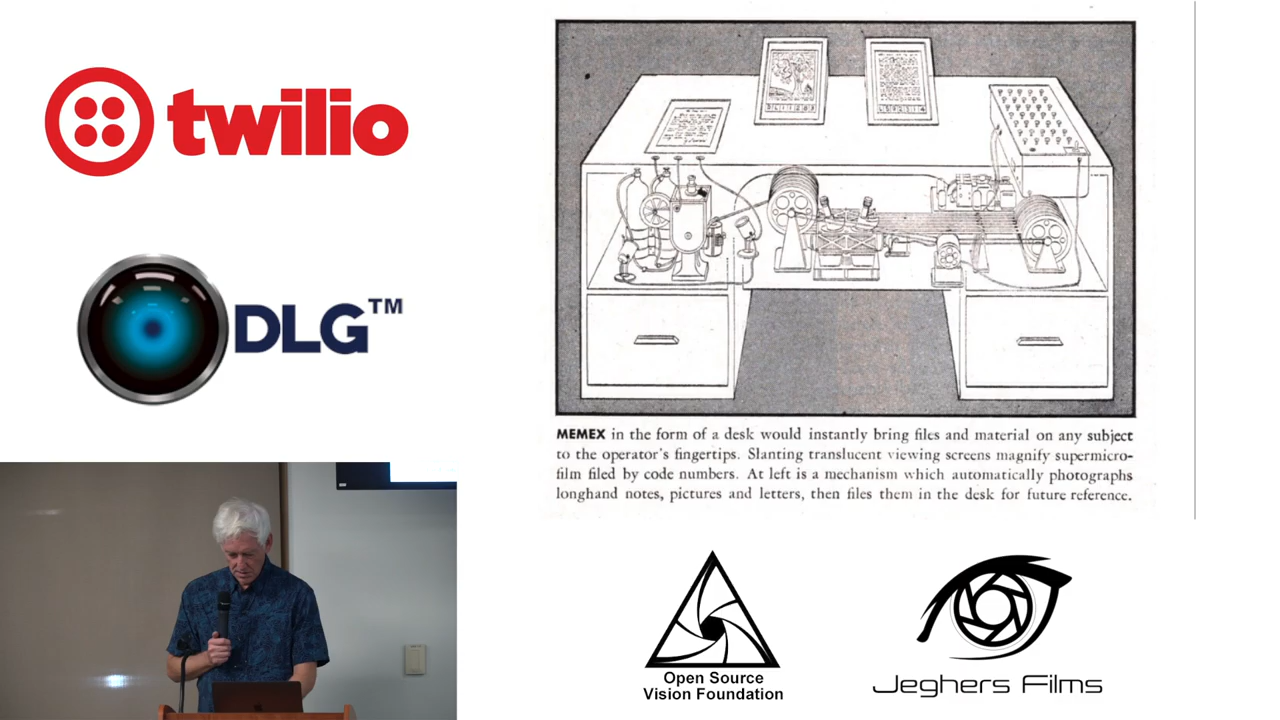 twilio
DLG™
MEMEX in the form of a desk would instantly bring files and material on any subject
to the operator's fingertips. Slanting translucent viewing screens magnify supermicro-
film filed by code numbers. At left is a mechanism which automatically photographs
longhand notes, pictures and letters, then files them in the desk for future reference.
Open Source
Vision Foundation
Jeghers Films